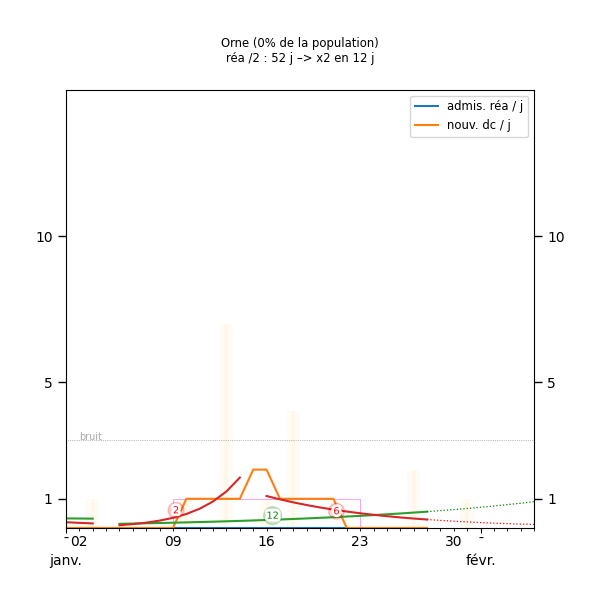 Orne (0% de la population)
réa /2 : 52 j –> x2 en 12 j
admis. réa / j
nouv. dc / j
10
10
5
5
bruit
1
1
2
12
6
02
09
16
23
30
janv.
févr.